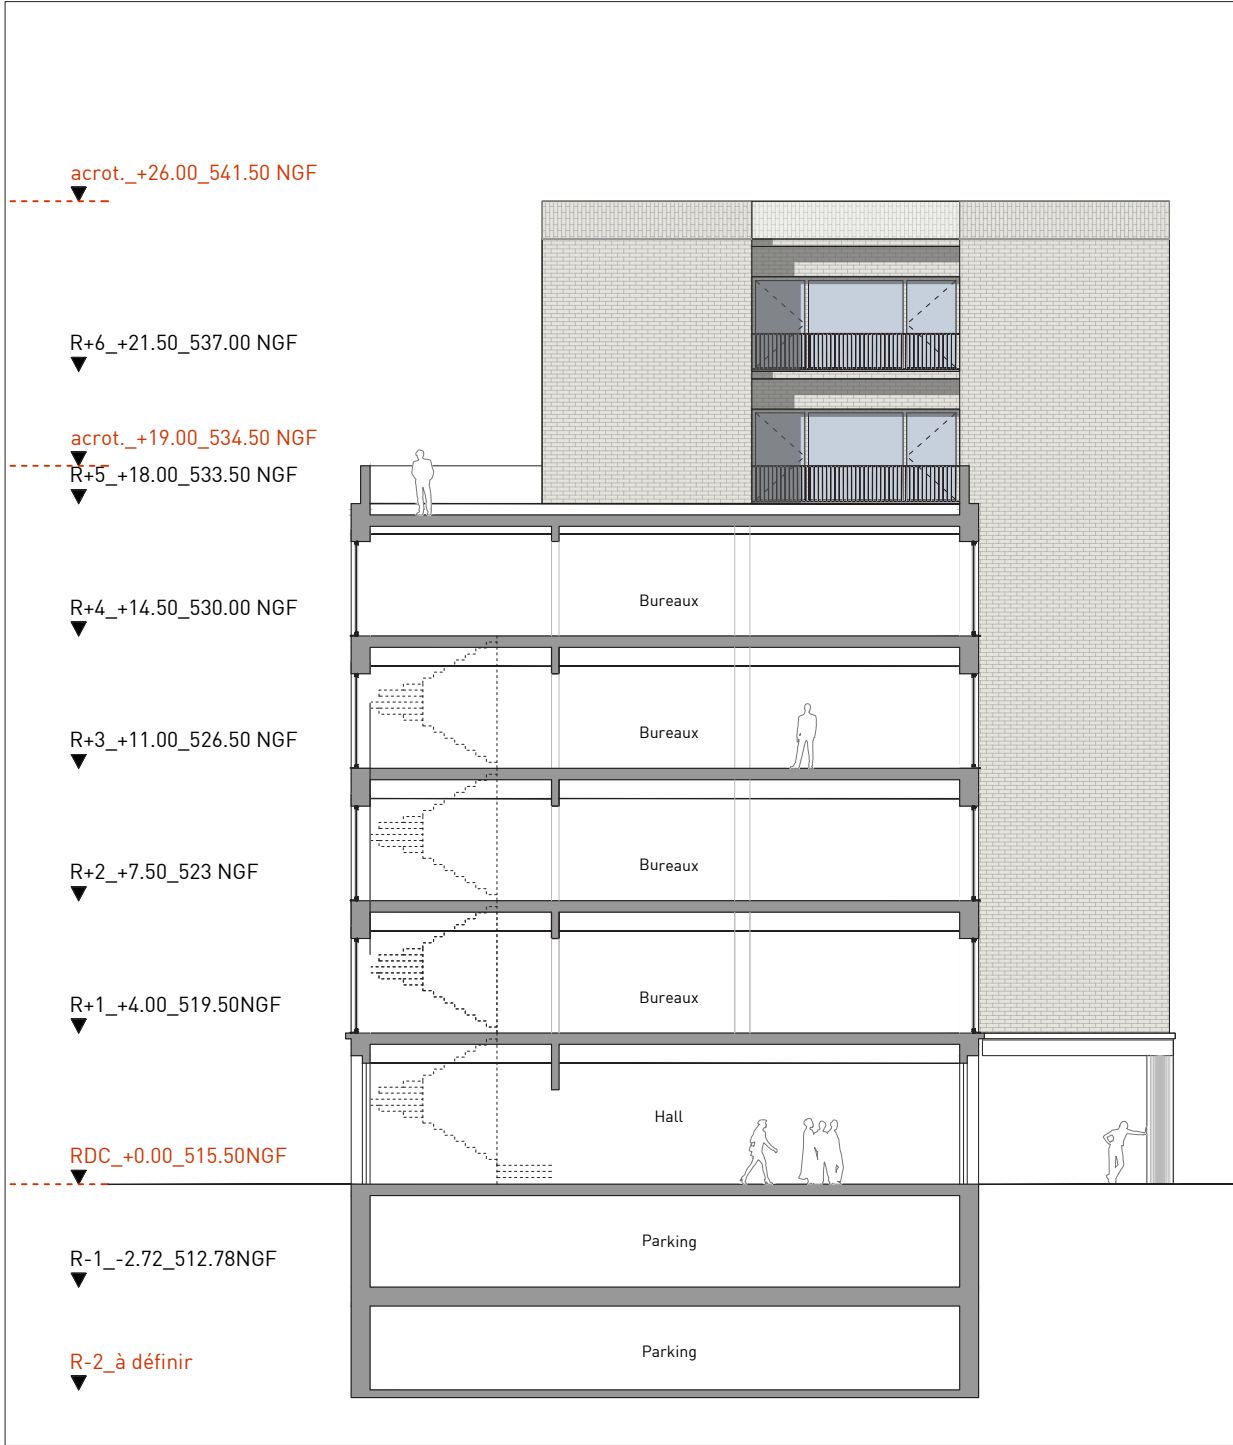 acrot._+26.00_541.50 NGF
R+6_+21.50_537.00 NGF
acrot._+19.00_534.50 NGF
R+5_+18.00_533.50 NGF
Bureaux
R+4_+14.50_530.00 NGF
Bureaux
R+3_+11.00_526.50 NGF
Bureaux
R+2_+7.50_523 NGF
Bureaux
R+1_+4.00_519.50NGF
Hall
RDC_+0.00_515.50NGF
Parking
R-1_-2.72_512.78NGF
Parking
R-2_à définir